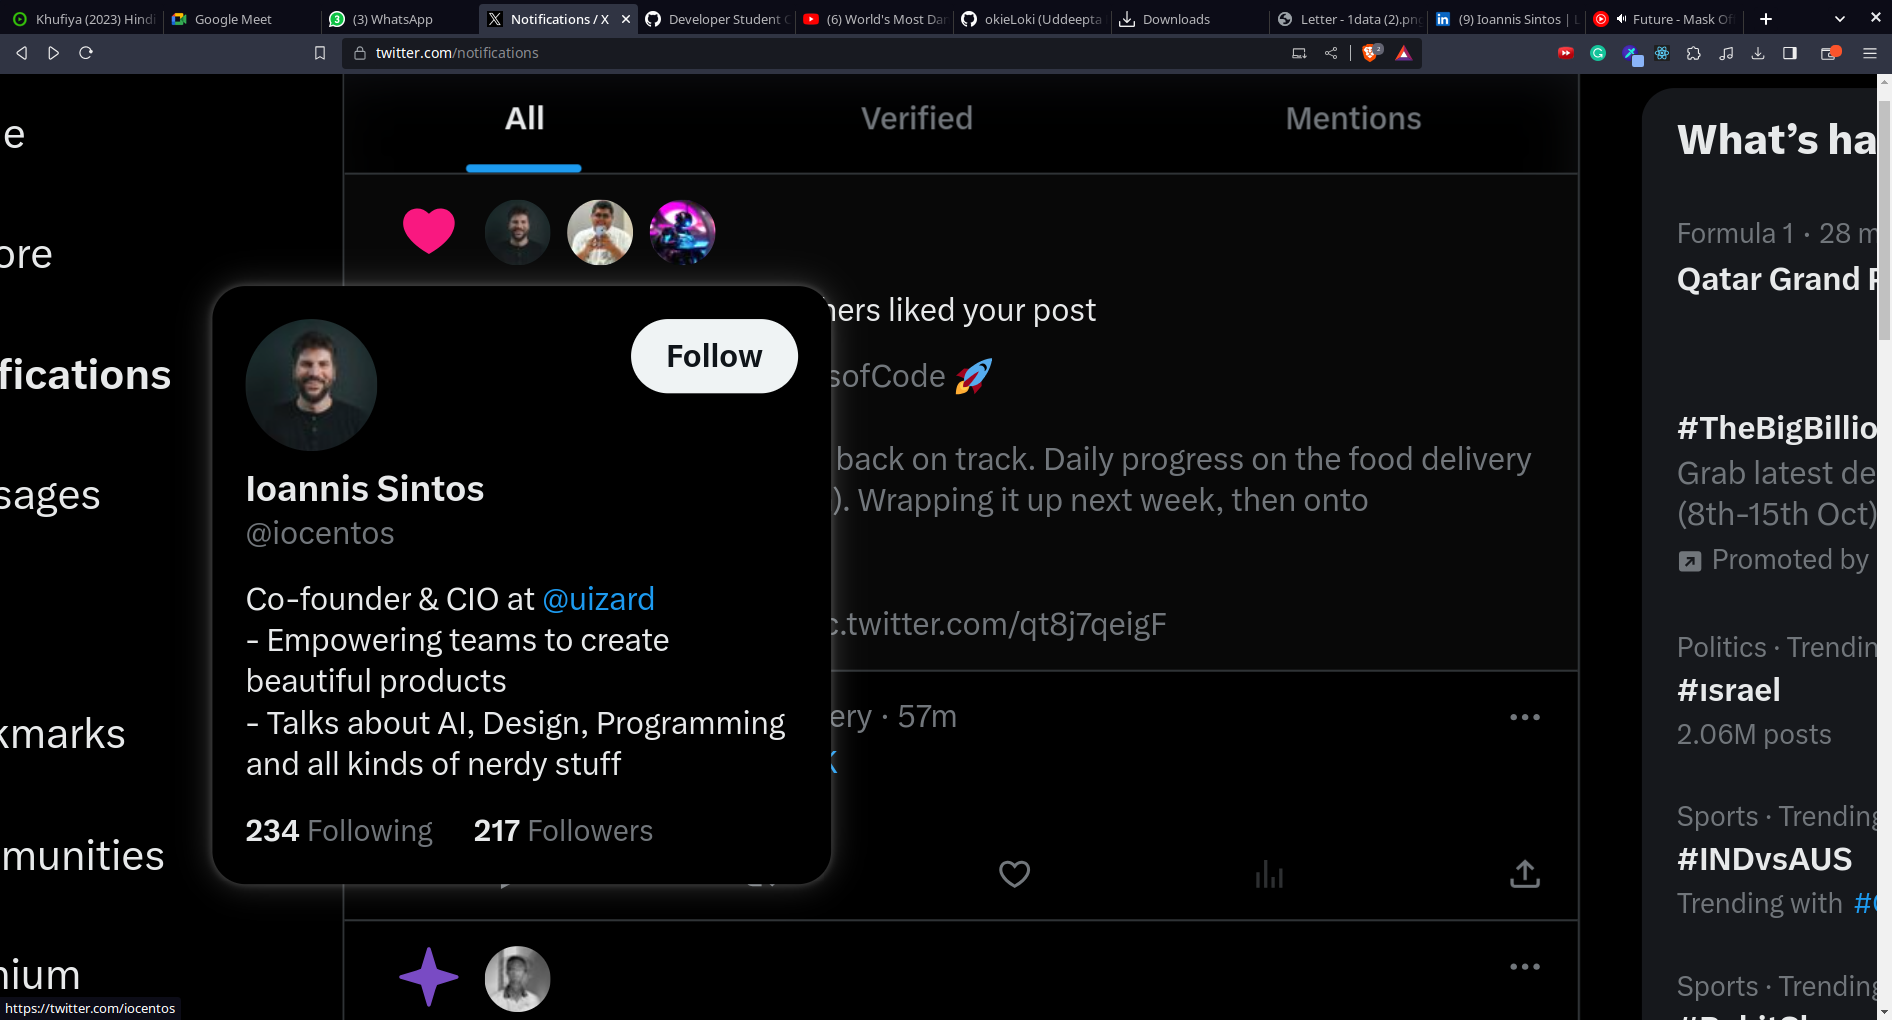 Khufiya (2023) Hindi
Google Meet
(3) WhatsApp
Notifications / X
Developer Student C
(6) World's Most Dan
okieLoki (Uddeepta
Downloads
Letter - 1data (2).png
(9) Ioannis Sintos | L
Future - Mask Of
twitter.com/notifications
2
e
ore
fications
sages
kmarks
munities
nium
All
Verified
Mentions
hers liked your post
sofCode 🚀
back on track. Daily progress on the food delivery
). Wrapping it up next week, then onto
c.twitter.com/qt8j7qeigF
Follow
Ioannis Sintos
@iocentos
Co-founder & CIO at @uizard
- Empowering teams to create
beautiful products
- Talks about AI, Design, Programming
and all kinds of nerdy stuff
234 Following 217 Followers
ery · 57m
What's ha
Formula 1 · 28 m
Qatar Grand P
#TheBigBillio
Grab latest de
(8th-15th Oct)
Promoted by
Politics · Trendin
#ısrael
2.06M posts
Sports · Trending
#INDvsAUS
Trending with
Sports · Trending
https://twitter.com/iocentos